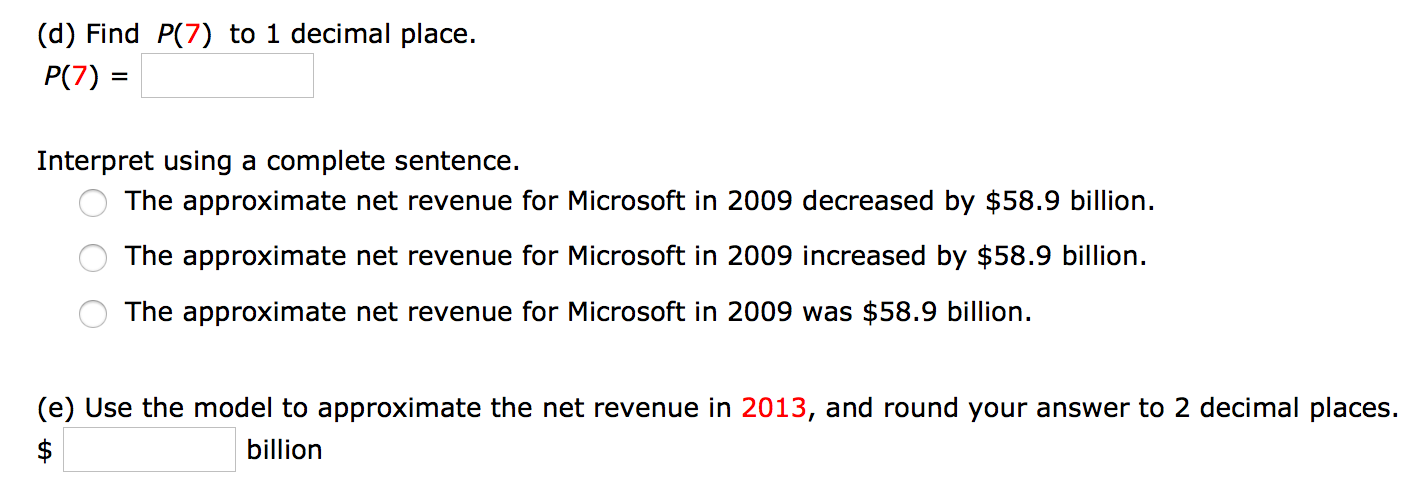 (d) Find P(7) to 1 decimal place.
P(7) =
Interpret using a complete sentence.
The approximate net revenue for Microsoft in 2009 decreased by $58.9 billion.
The approximate net revenue for Microsoft in 2009 increased by $58.9 billion.
The approximate net revenue for Microsoft in 2009 was $58.9 billion.
(e) Use the model to approximate the net revenue in 2013, and round your answer to 2 decimal places.
$ billion